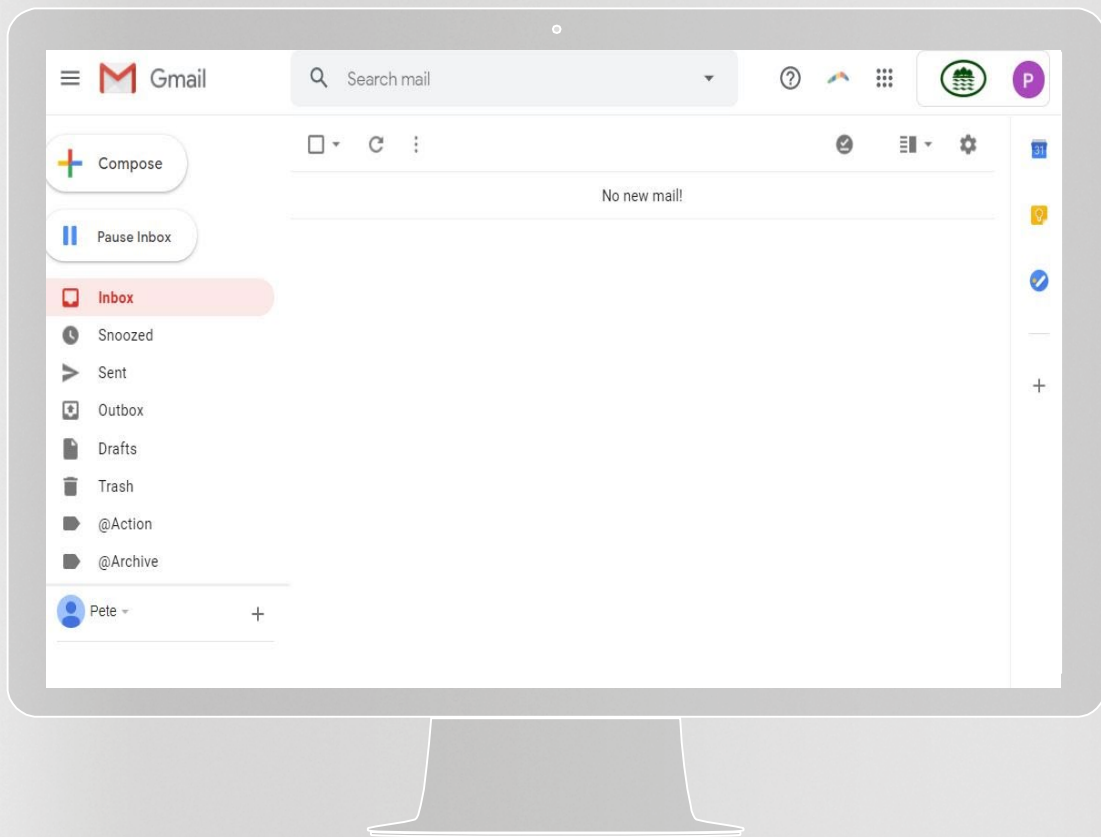 Gmail
Search mail
P
Compose
No new mail!
Pause Inbox
31
Inbox
Snoozed
Sent
Outbox
Drafts
Trash
@Action
@Archive
Pete